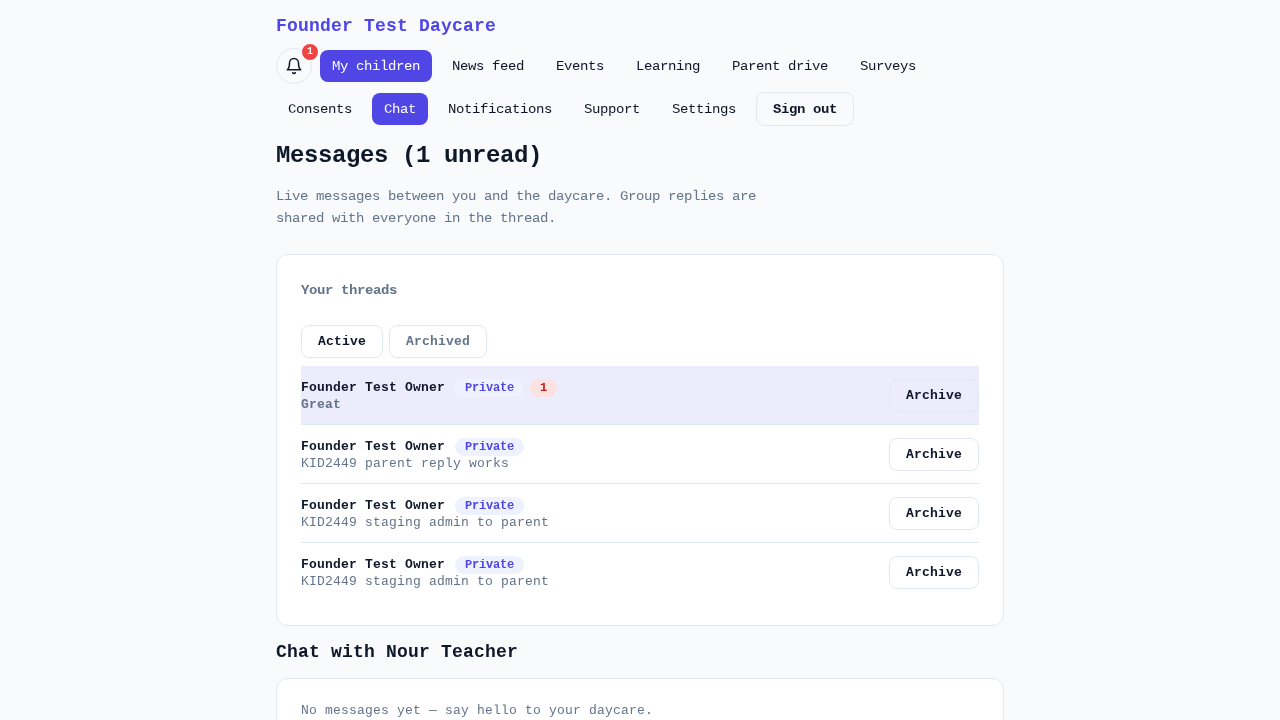 Founder Test Daycare
1
My children News feed Events Learning Parent drive Surveys
Consents Chat Notifications Support Settings Sign out
Messages (1 unread)
Live messages between you and the daycare. Group replies are
shared with everyone in the thread.
Your threads
Active Archived
Founder Test Owner Private 1
Great
Archive
Founder Test Owner Private
KID2449 parent reply works
Archive
Founder Test Owner Private
KID2449 staging admin to parent
Archive
Founder Test Owner Private
KID2449 staging admin to parent
Archive
Chat with Nour Teacher
No messages yet — say hello to your daycare.